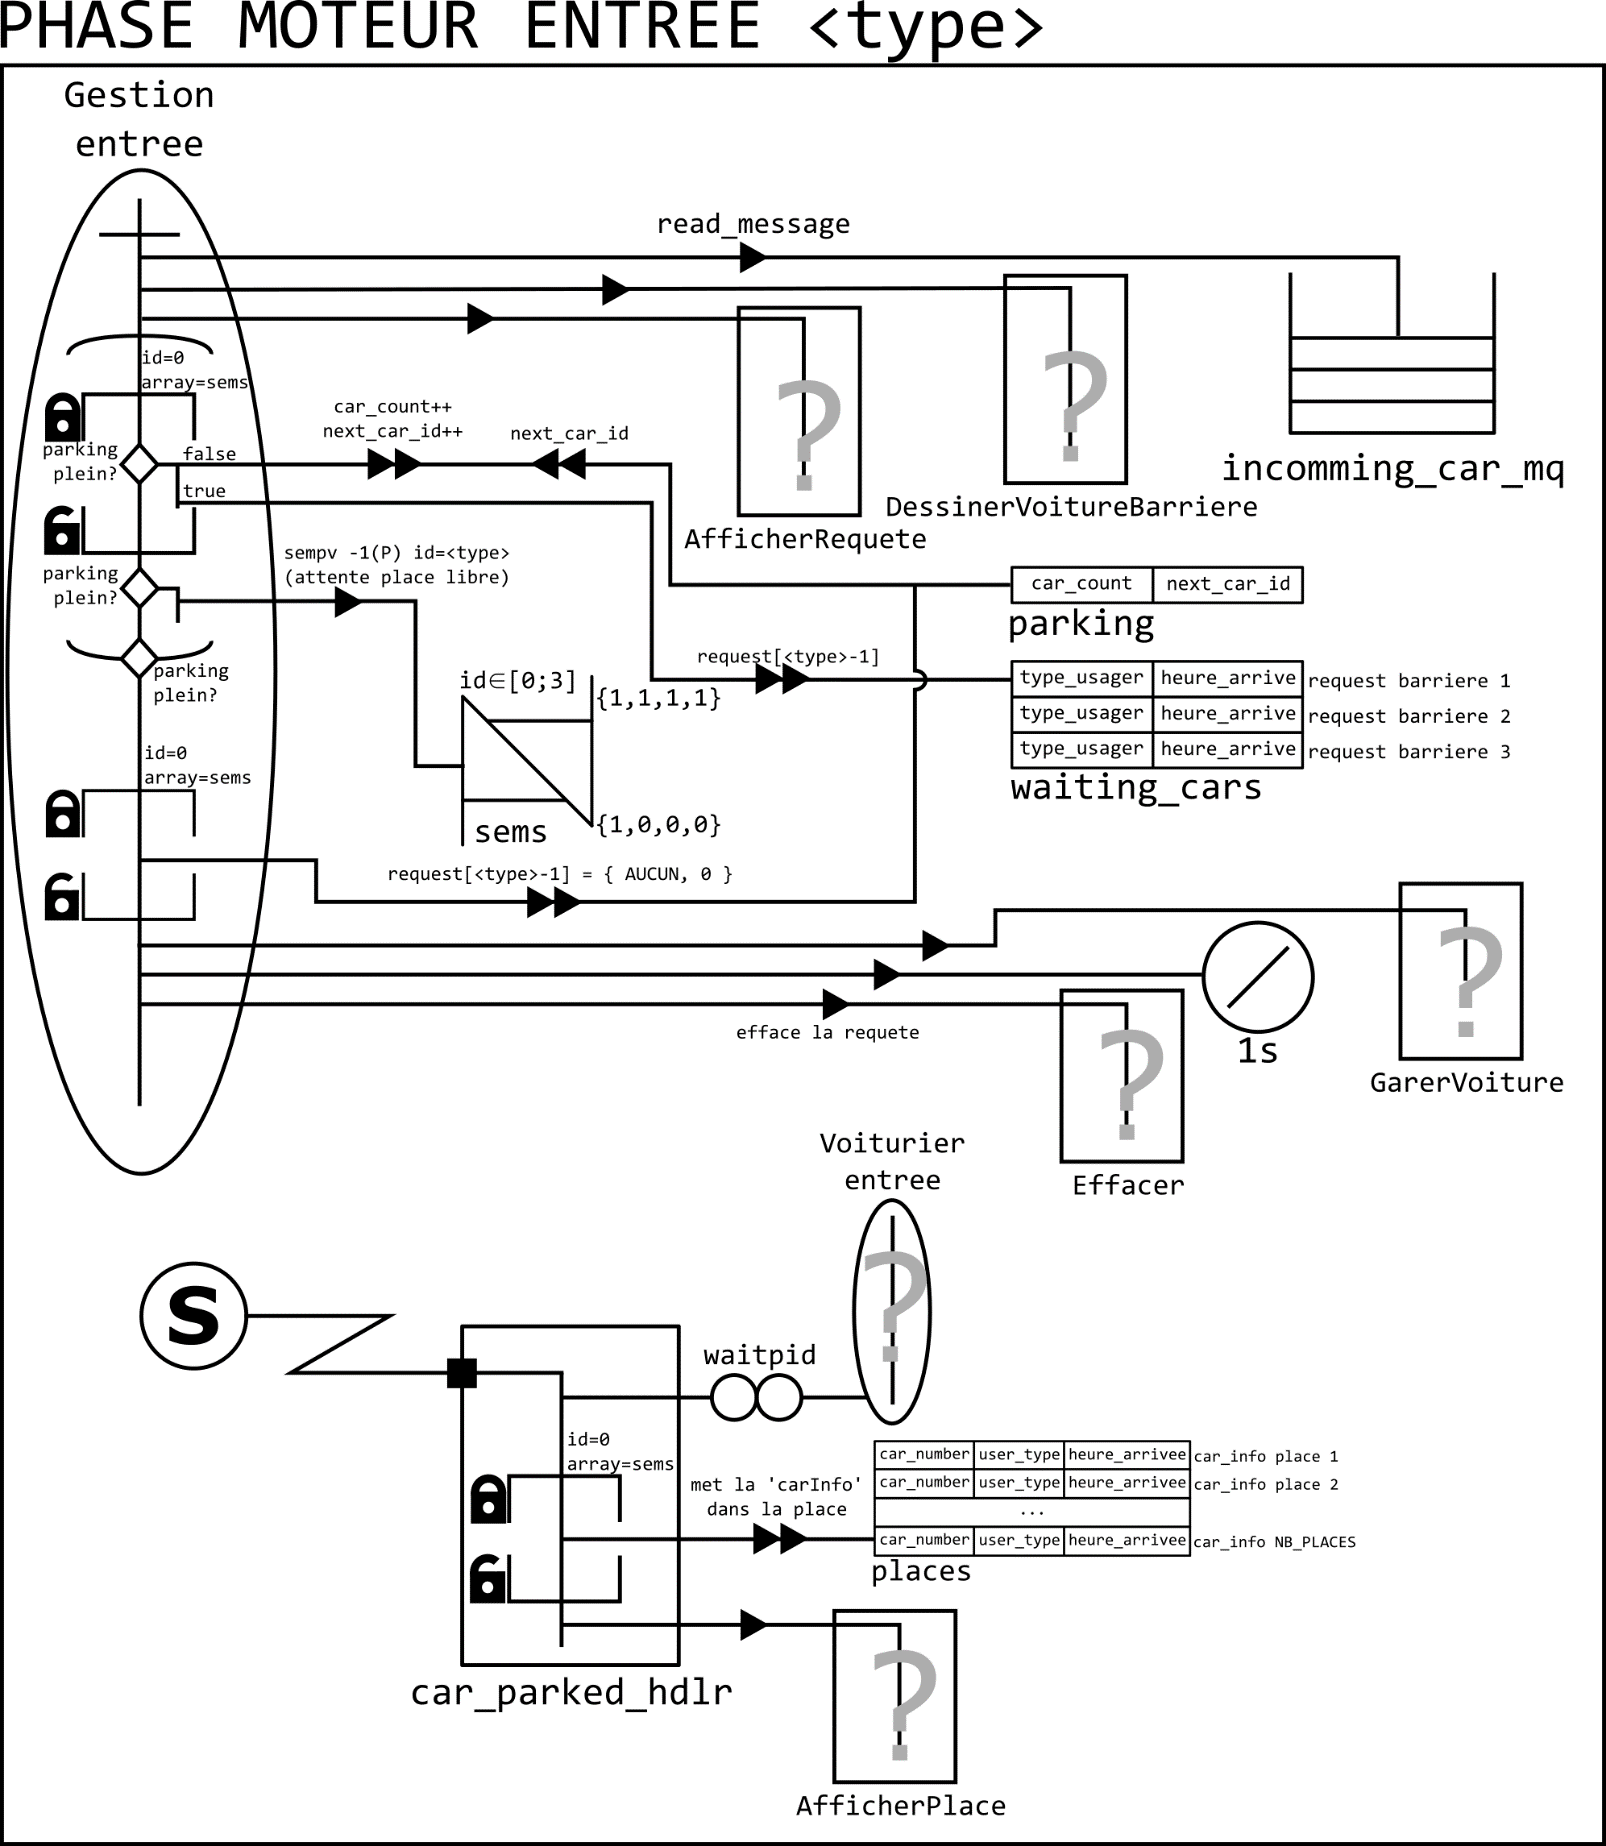 PHASE MOTEUR ENTREE <type>
Gestion
entree
read_message
id=0
array=sems
car_count++
next_car_id++
next_car_id
parking
plein?
false
true
?
AfficherRequete
?
DessinerVoitureBarriere
incomming_car_mq
sempv -1(P) id=<type>
(attente place libre)
parking
plein?
parking
plein?
car_count next_car_id
parking
request[<type>-1]
type_usager heure_arrive request barriere 1
type_usager heure_arrive request barriere 2
type_usager heure_arrive request barriere 3
waiting_cars
id∈[0;3]
{1,1,1,1}
{1,0,0,0}
sems
id=0
array=sems
request[<type>-1] = { AUCUN, 0 }
efface la requete
1s
?
GarerVoiture
?
Effacer
Voiturier
entree
?
S
waitpid
id=0
array=sems
met la 'carInfo'
dans la place
car_number user_type heure_arrivee car_info place 1
car_number user_type heure_arrivee car_info place 2
...
car_number user_type heure_arrivee car_info NB_PLACES
places
car_parked_hdlr
?
AfficherPlace